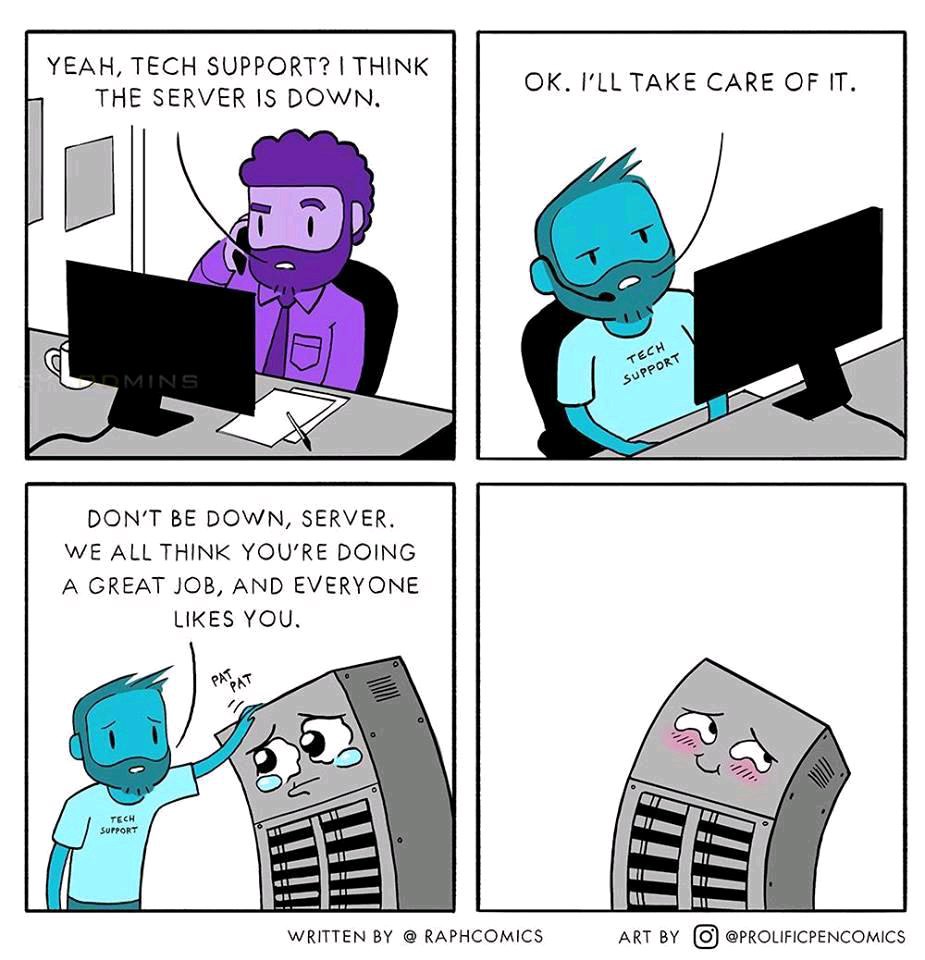 YEAH, TECH SUPPORT? I THINK
THE SERVER IS DOWN.
OK. I'LL TAKE CARE OF IT.
TECH
SUPPORT
DON'T BE DOWN, SERVER.
WE ALL THINK YOU'RE DOING
A GREAT JOB, AND EVERYONE
LIKES YOU.
PAT
PAT
TECH
SUPPORT
WRITTEN BY @ RAPHCOMICS
ART BY @PROLIFICPENCOMICS